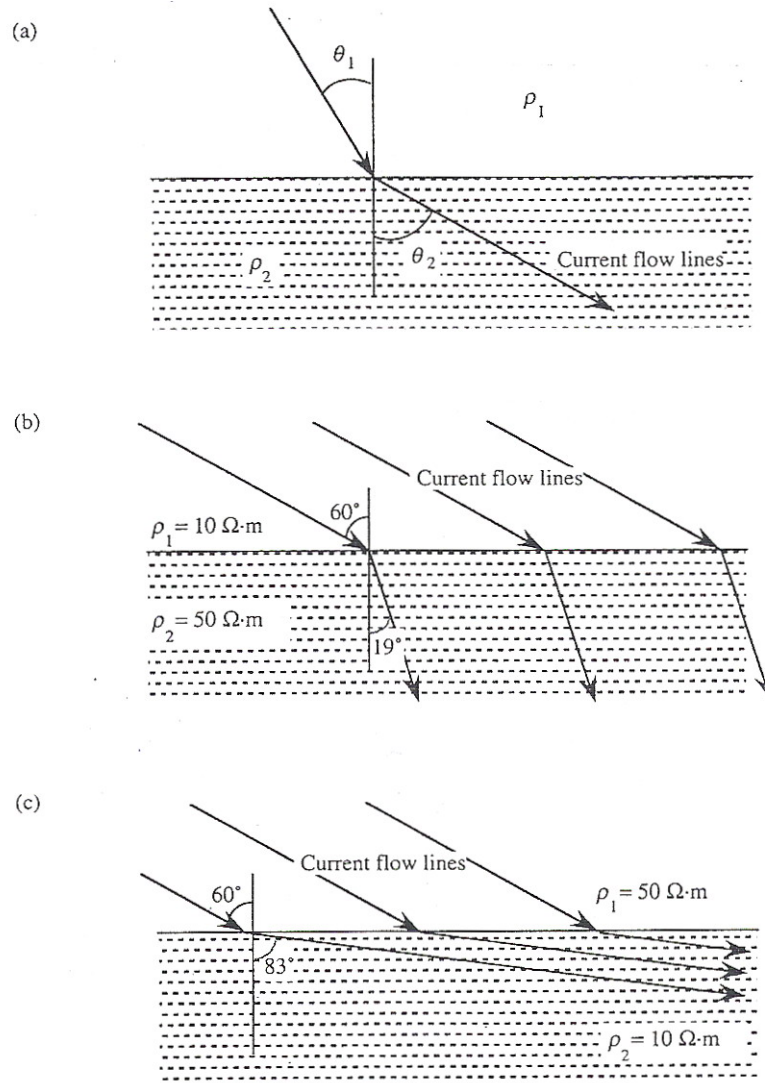 (a)
θ₁
ρ₁
ρ₂
θ₂
Current flow lines
(b)
Current flow lines
60°
ρ₁ = 10 Ω·m
ρ₂ = 50 Ω·m
19°
(c)
Current flow lines
60°
ρ₁ = 50 Ω·m
83°
ρ₂ = 10 Ω·m